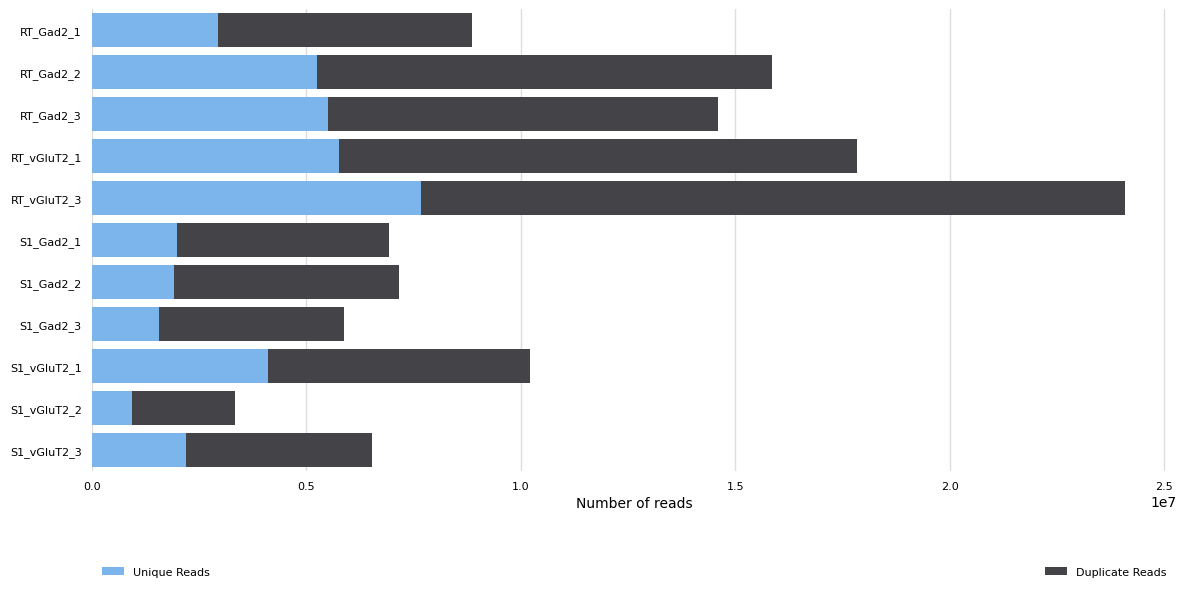 RT_Gad2_1
RT_Gad2_2
RT_Gad2_3
RT_vGluT2_1
RT_vGluT2_3
S1_Gad2_1
S1_Gad2_2
S1_Gad2_3
S1_vGluT2_1
S1_vGluT2_2
S1_vGluT2_3
0.0 0.5 1.0 1.5 2.0 2.5
1e7
Number of reads
Unique Reads Duplicate Reads